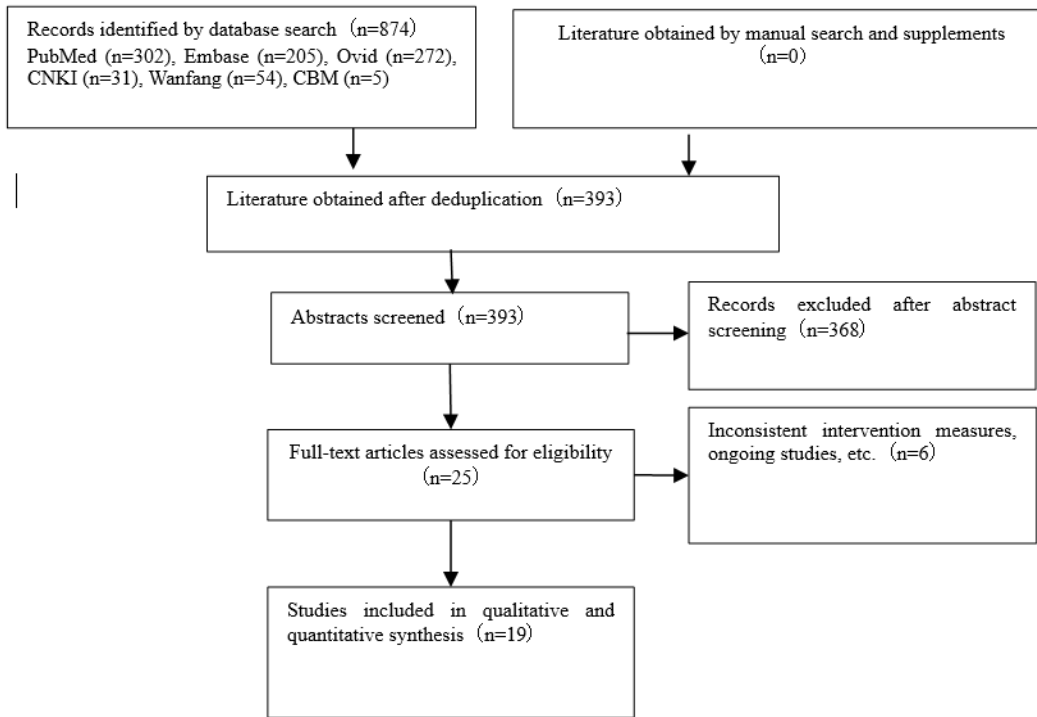 Records identified by database search（n=874）
PubMed (n=302), Embase (n=205), Ovid (n=272),
CNKI (n=31), Wanfang (n=54), CBM (n=5)
Literature obtained by manual search and supplements
（n=0）
Literature obtained after deduplication（n=393）
Abstracts screened（n=393）
Records excluded after abstract
screening（n=368）
Full-text articles assessed for eligibility
（n=25）
Inconsistent intervention measures,
ongoing studies, etc.（n=6）
Studies included in qualitative and
quantitative synthesis（n=19）